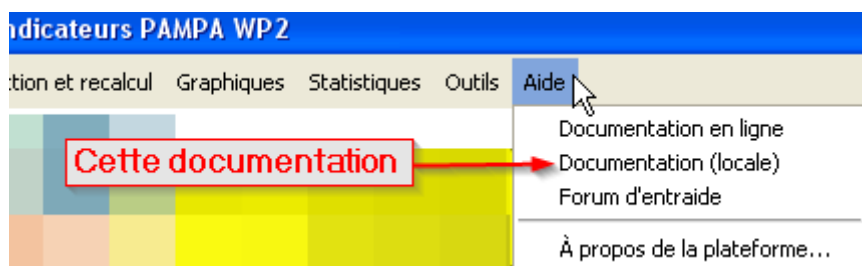 ndicateurs PAMPA WP2
ction et recalcul Graphiques Statistiques Outils Aide
Documentation en ligne
Cette documentation
Documentation (locale)
Forum d'entraide
À propos de la plateforme...